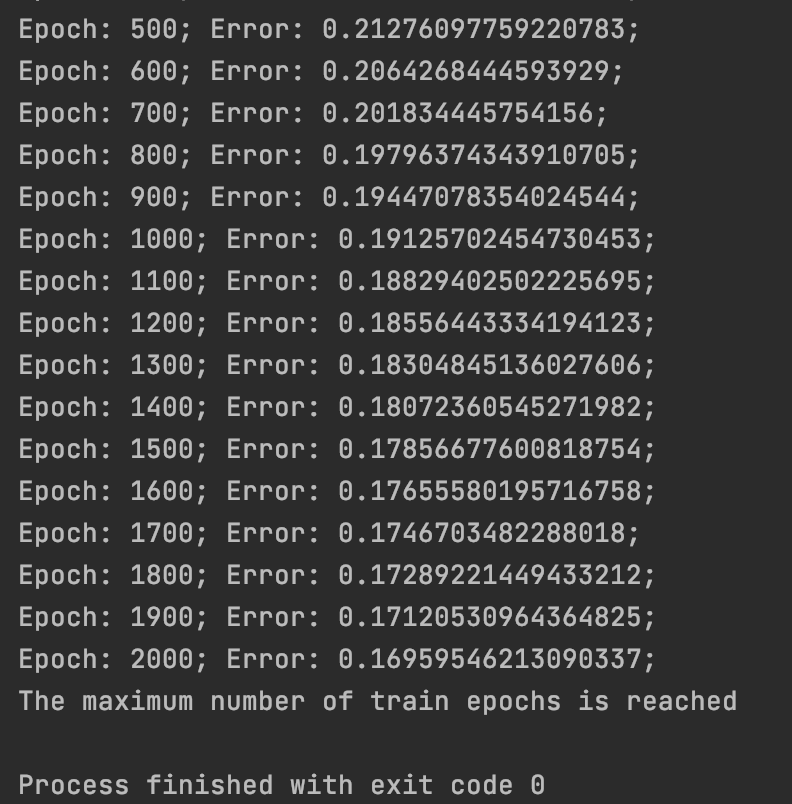 Epoch: 500; Error: 0.21276097759220783;
Epoch: 600; Error: 0.2064268444593929;
Epoch: 700; Error: 0.201834445754156;
Epoch: 800; Error: 0.19796374343910705;
Epoch: 900; Error: 0.19447078354024544;
Epoch: 1000; Error: 0.19125702454730453;
Epoch: 1100; Error: 0.18829402502225695;
Epoch: 1200; Error: 0.18556443334194123;
Epoch: 1300; Error: 0.18304845136027606;
Epoch: 1400; Error: 0.18072360545271982;
Epoch: 1500; Error: 0.17856677600818754;
Epoch: 1600; Error: 0.17655580195716758;
Epoch: 1700; Error: 0.1746703482288018;
Epoch: 1800; Error: 0.17289221449433212;
Epoch: 1900; Error: 0.17120530964364825;
Epoch: 2000; Error: 0.16959546213090337;
The maximum number of train epochs is reached
Process finished with exit code 0